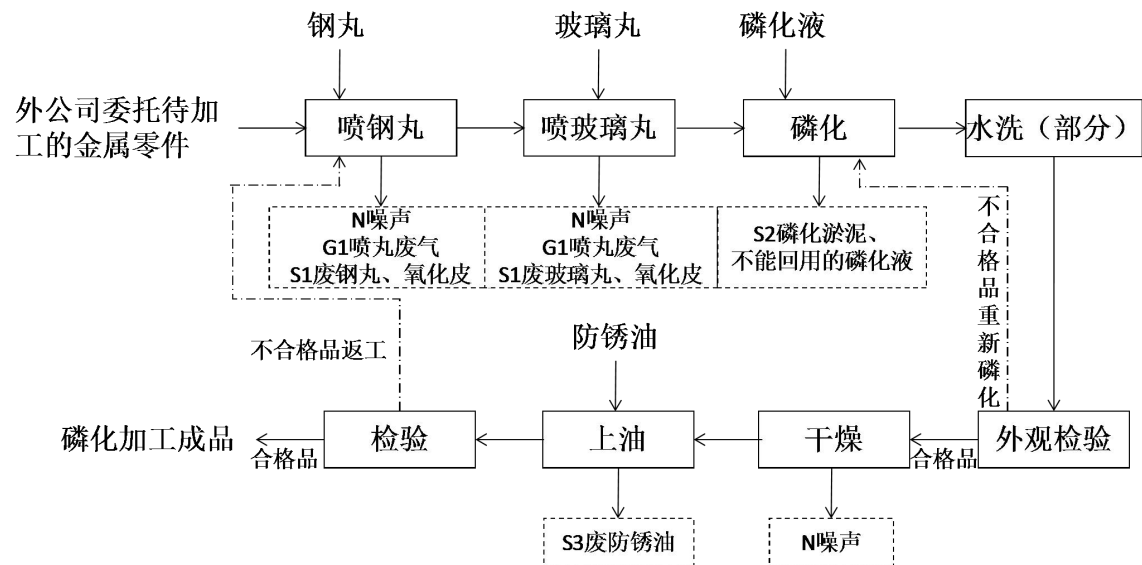 钢丸
玻璃丸
磷化液
外公司委托待加
工的金属零件
喷钢丸
喷玻璃丸
磷化
水洗（部分）
N噪声
G1喷丸废气
S1废钢丸、氧化皮
N噪声
G1喷丸废气
S1废玻璃丸、氧化皮
S2磷化淤泥、
不能回用的磷化液
不合格品重新磷化
不合格品返工
防锈油
磷化加工成品
合格品
检验
上油
干燥
合格品
外观检验
S3废防锈油
N噪声